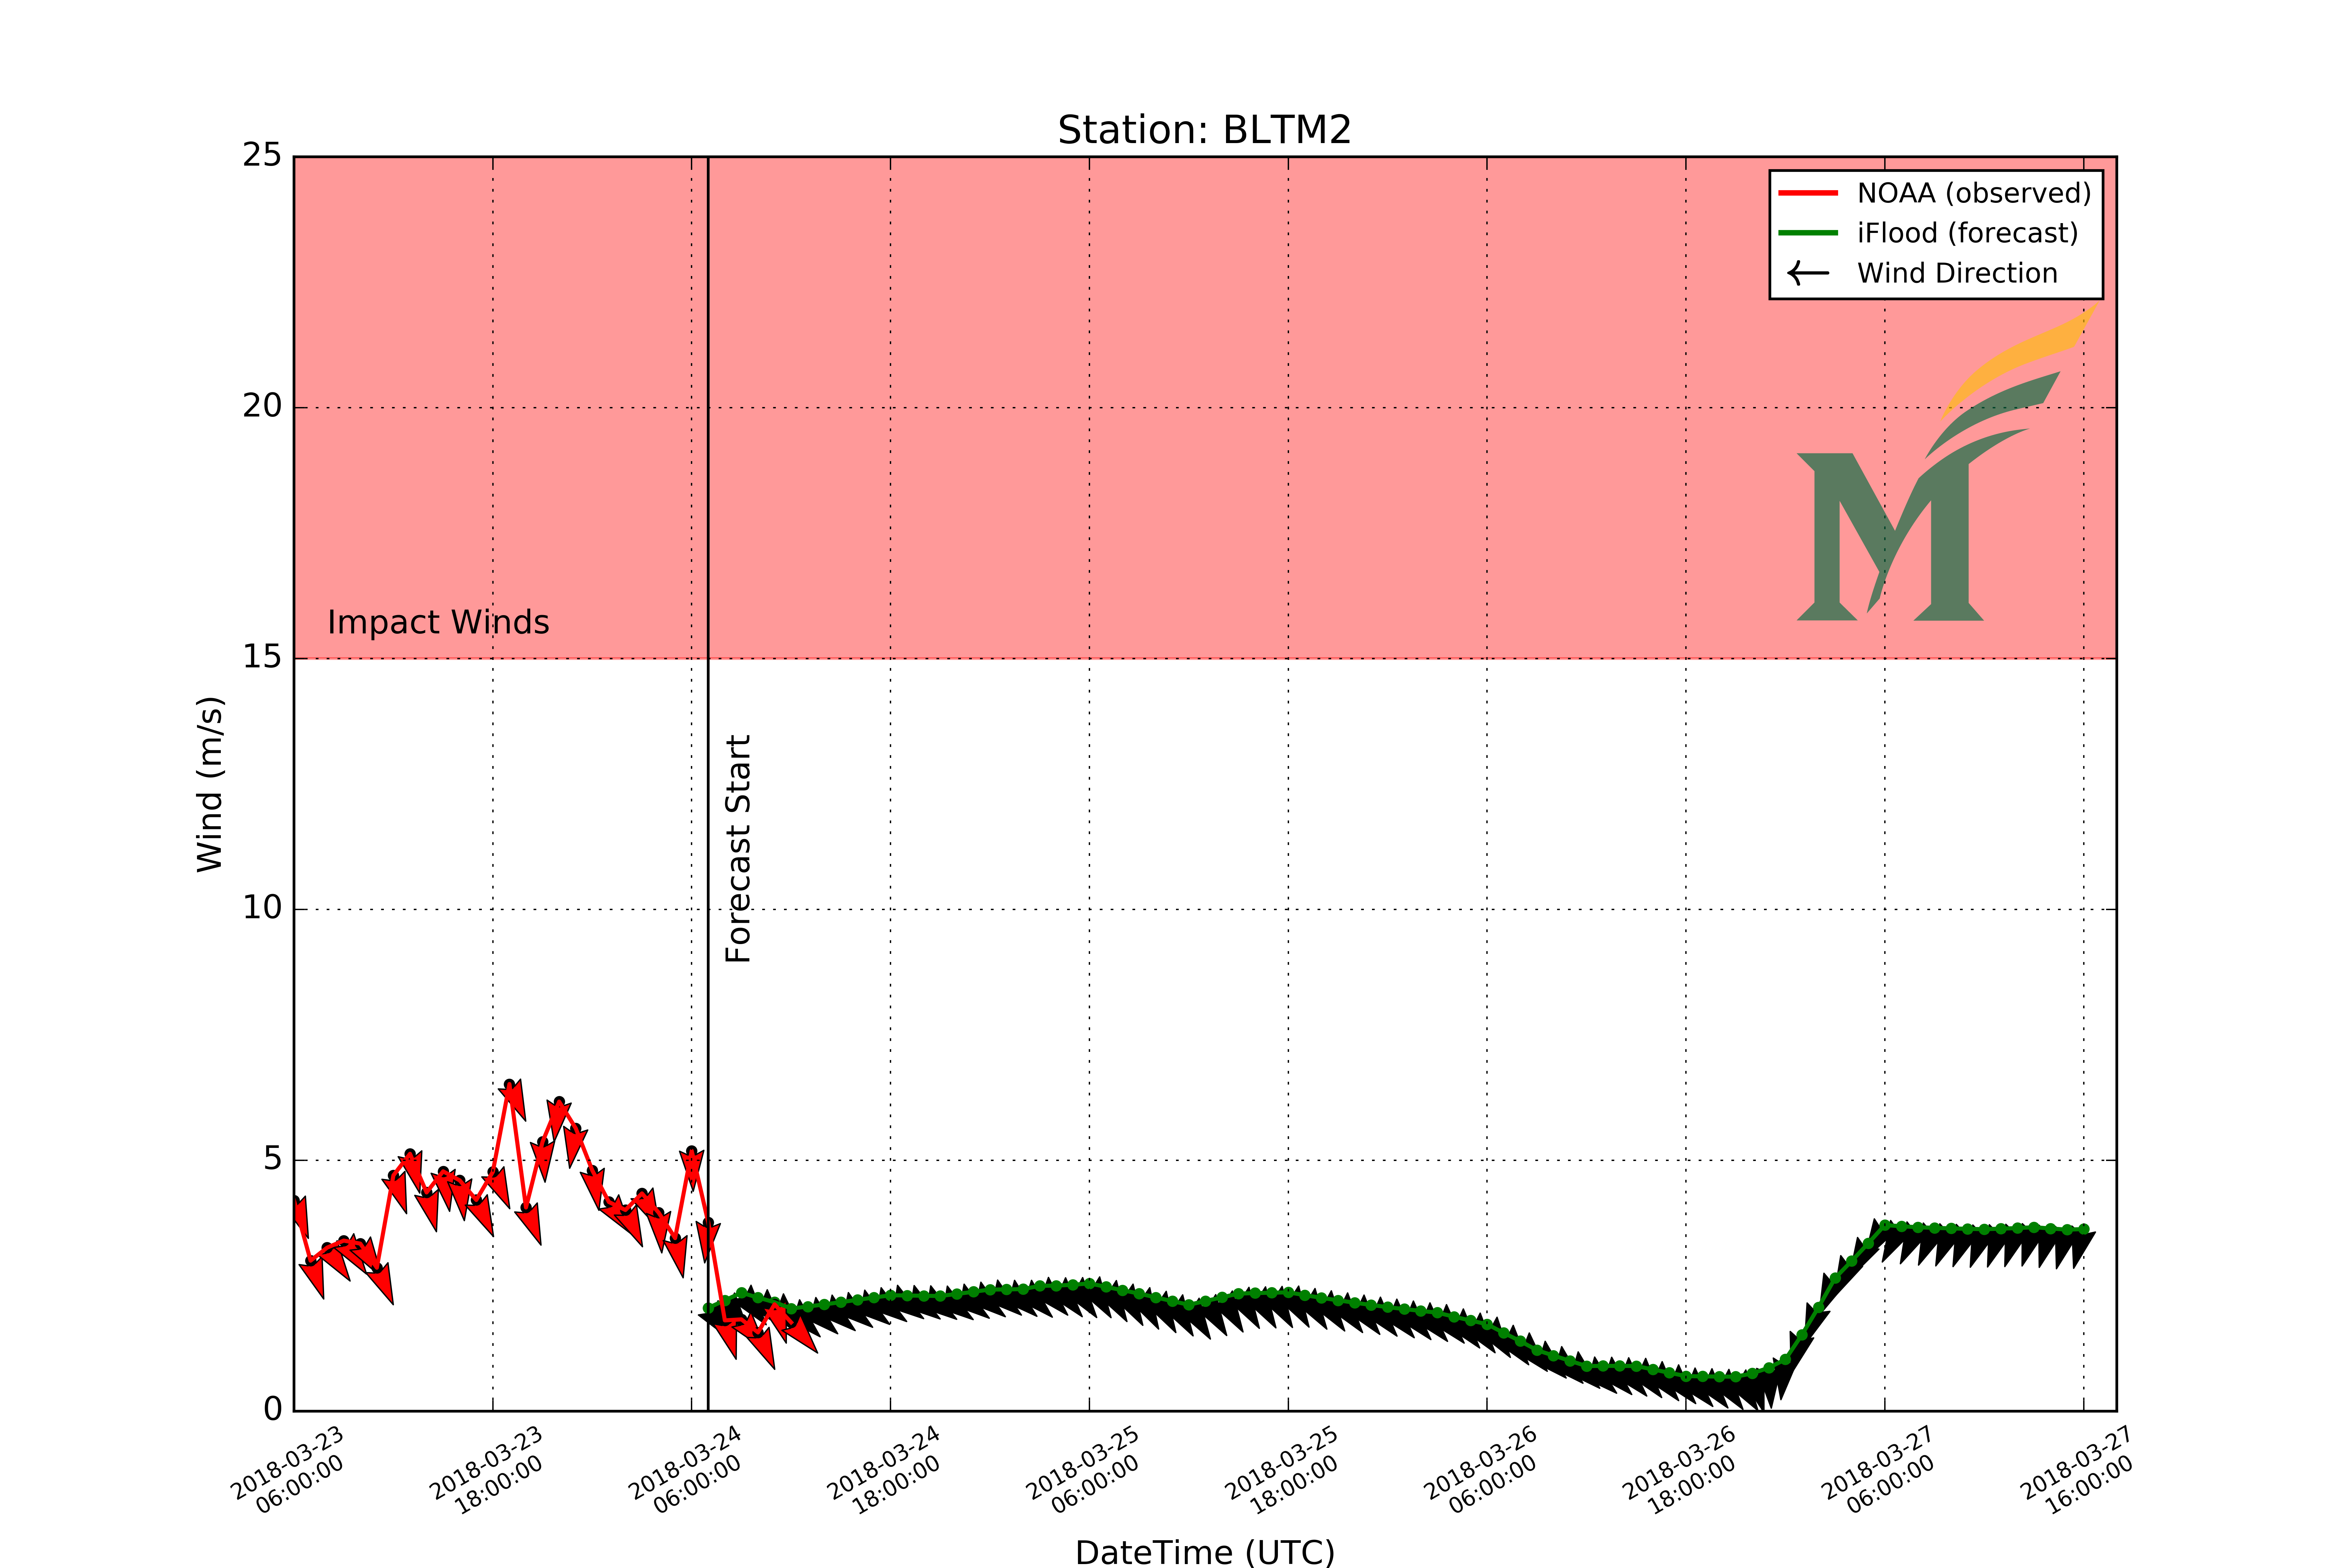 Station: BLTM2
25
20
15
10
5
0
Wind (m/s)
NOAA (observed)
iFlood (forecast)
Wind Direction
M
Impact Winds
Forecast Start
2018-03-23
06:00:00
2018-03-23
18:00:00
2018-03-24
06:00:00
2018-03-24
18:00:00
2018-03-25
06:00:00
2018-03-25
18:00:00
2018-03-26
06:00:00
2018-03-26
18:00:00
2018-03-27
06:00:00
2018-03-27
16:00:00
DateTime (UTC)